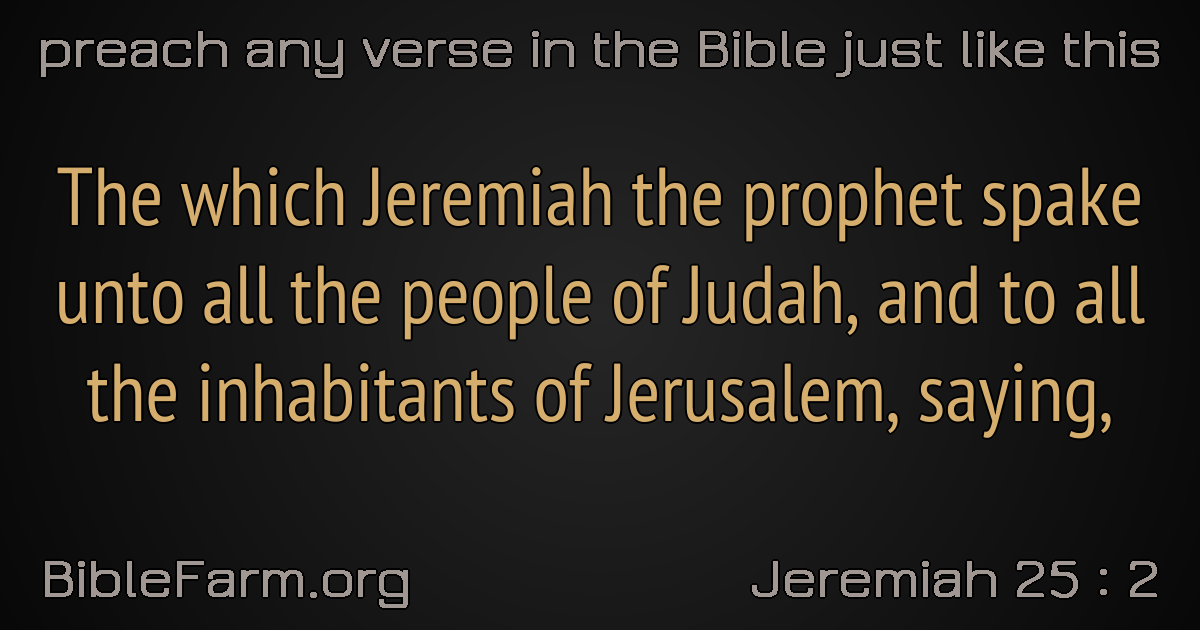 preach any verse in the Bible just like this
The which Jeremiah the prophet spake
unto all the people of Judah, and to all
the inhabitants of Jerusalem, saying,
BibleFarm.org
Jeremiah 25 : 2